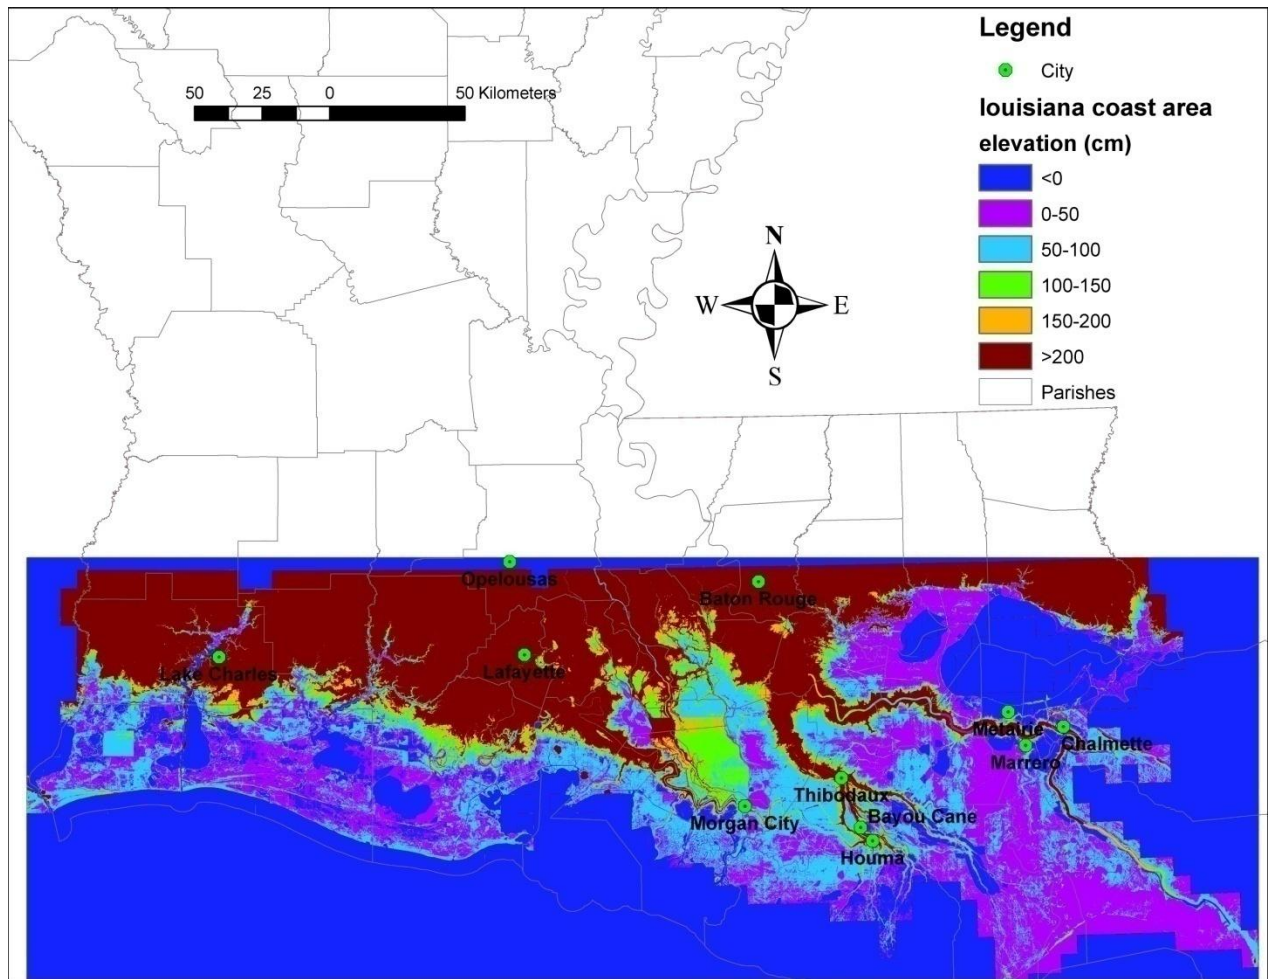 Legend
City
louisiana coast area
elevation (cm)
<0
0-50
50-100
100-150
150-200
>200
Parishes
50 25 0 50 Kilometers
N
W E
S
Opelousas
Baton Rouge
Lake Charles
Lafayette
Metairie
Chalmette
Marrero
Thibodaux
Morgan City
Bayou Cane
Houma